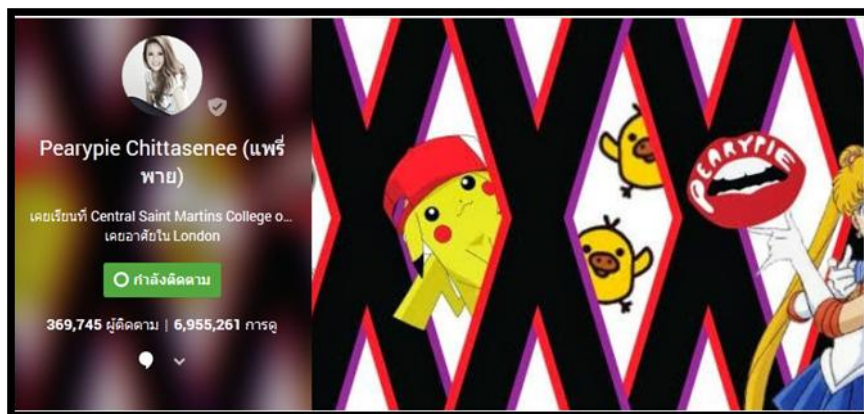 Pearypie Chittasenee (แพรี่
พาย)
เคยเรียนที่ Central Saint Martins College o...
เคยอาศัยใน London
กำลังติดตาม
369,745 ผู้ติดตาม | 6,955,261 การดู
PEARYPIE